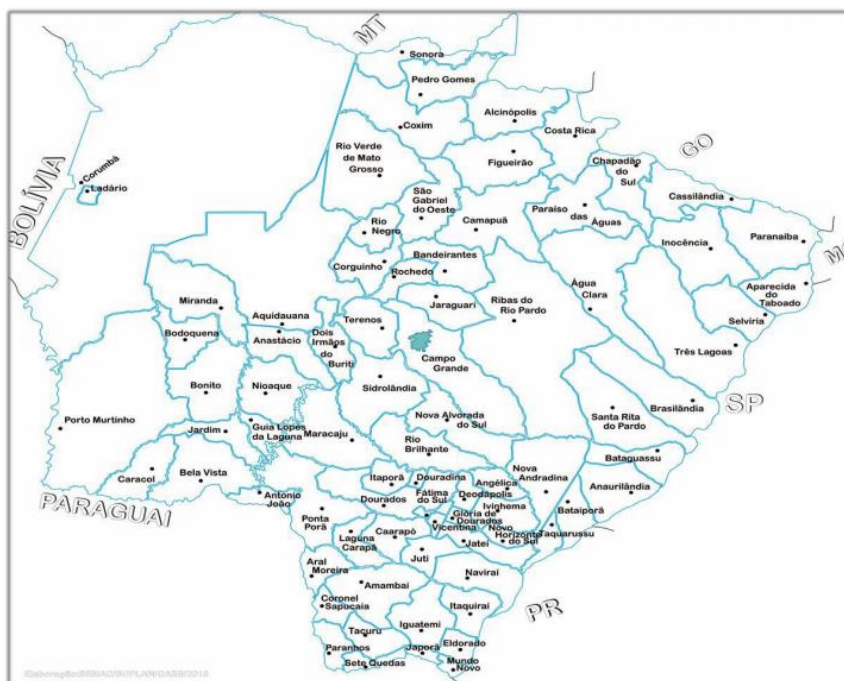 MT
Sonora
Pedro Gomes
Alcinópolis
Coxim
Costa Rica
GO
Rio Verde
de Mato
Grosso
Figueirão
Chapadão
do
Sul
BOLÍVIA
Corumbá
Ladário
São
Gabriel
do Oeste
Cassilândia
Paraíso
das Águas
Camapuã
Rio
Negro
Inocência
Paranaíba
Bandeirantes
Corguinho
Rochedo
Água
Clara
Aparecida
do
Taboado
Miranda
Jaraguari
Ribas do
Rio Pardo
Aquidauana
Terenos
Selvíria
Anastácio
Dois
Irmãos
do
Buriti
Bodoquena
Campo
Grande
Três Lagoas
Sidrolândia
Bonito
Nioaque
Brasilândia
SP
Santa Rita
do Pardo
Nova Alvorada
do Sul
Porto Murtinho
Guia Lopes
da Laguna
Jardim
Maracaju
Rio
Brilhante
Bataguassu
Caracol
Bela Vista
Nova
Andradina
Itaporã
Douradina
Angélica
Anaurilândia
PARAGUAI
Antonio
João
Dourados
Fátima
do Sul
Deodápolis
Ivinhema
Batalporã
Ponta
Porã
Glória de
Dourados
Vicentina
Novo
Horizonte
do Sul
Taquarussu
Laguna
Carapã
Caarapó
Jateí
Juti
Aral
Moreira
Naviraí
Amambai
Coronel
Sapucaia
Itaquiraí
PR
Tacuru
Iguatemi
Eldorado
Paranhos
Japorã
Mundo
Novo
Sete Quedas